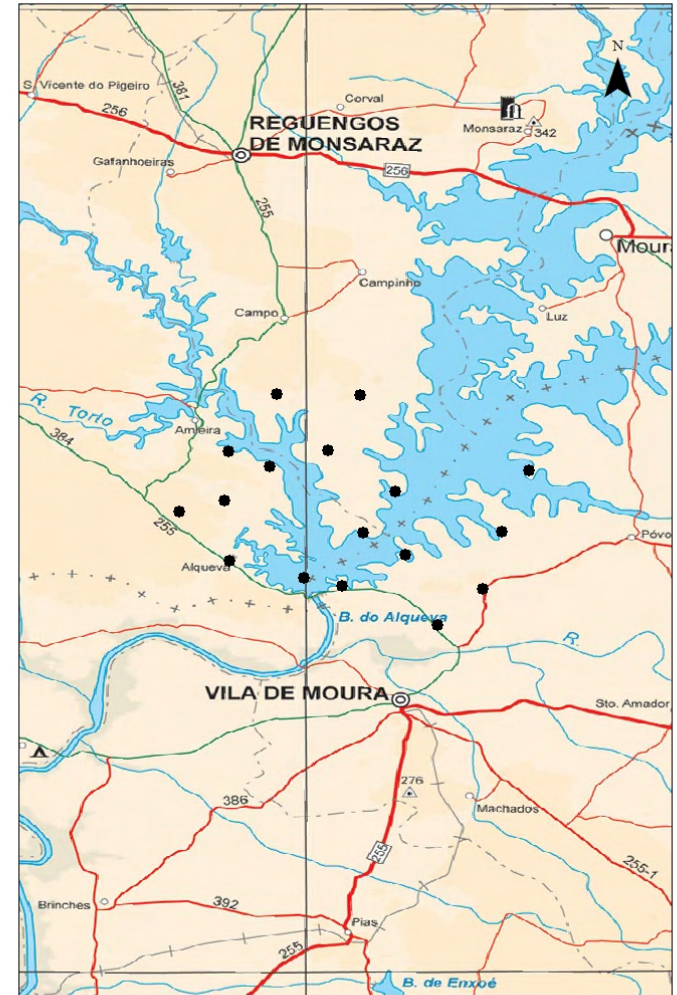 N
S. Vicente do Pigeiro
381
Corval
256
REGUENGOS
DE MONSARAZ
Monsaraz
342
Gafanhoeiras
256
255
Campinho
Mour
Campo
Luz
R. Torto
Amieira
384
255
Alqueva
Póvo
B. do Alqueva
R.
VILA DE MOURA
Sto. Amador
276
386
Machados
255
255-1
Brinches
392
Pias
255
B. de Enxoé